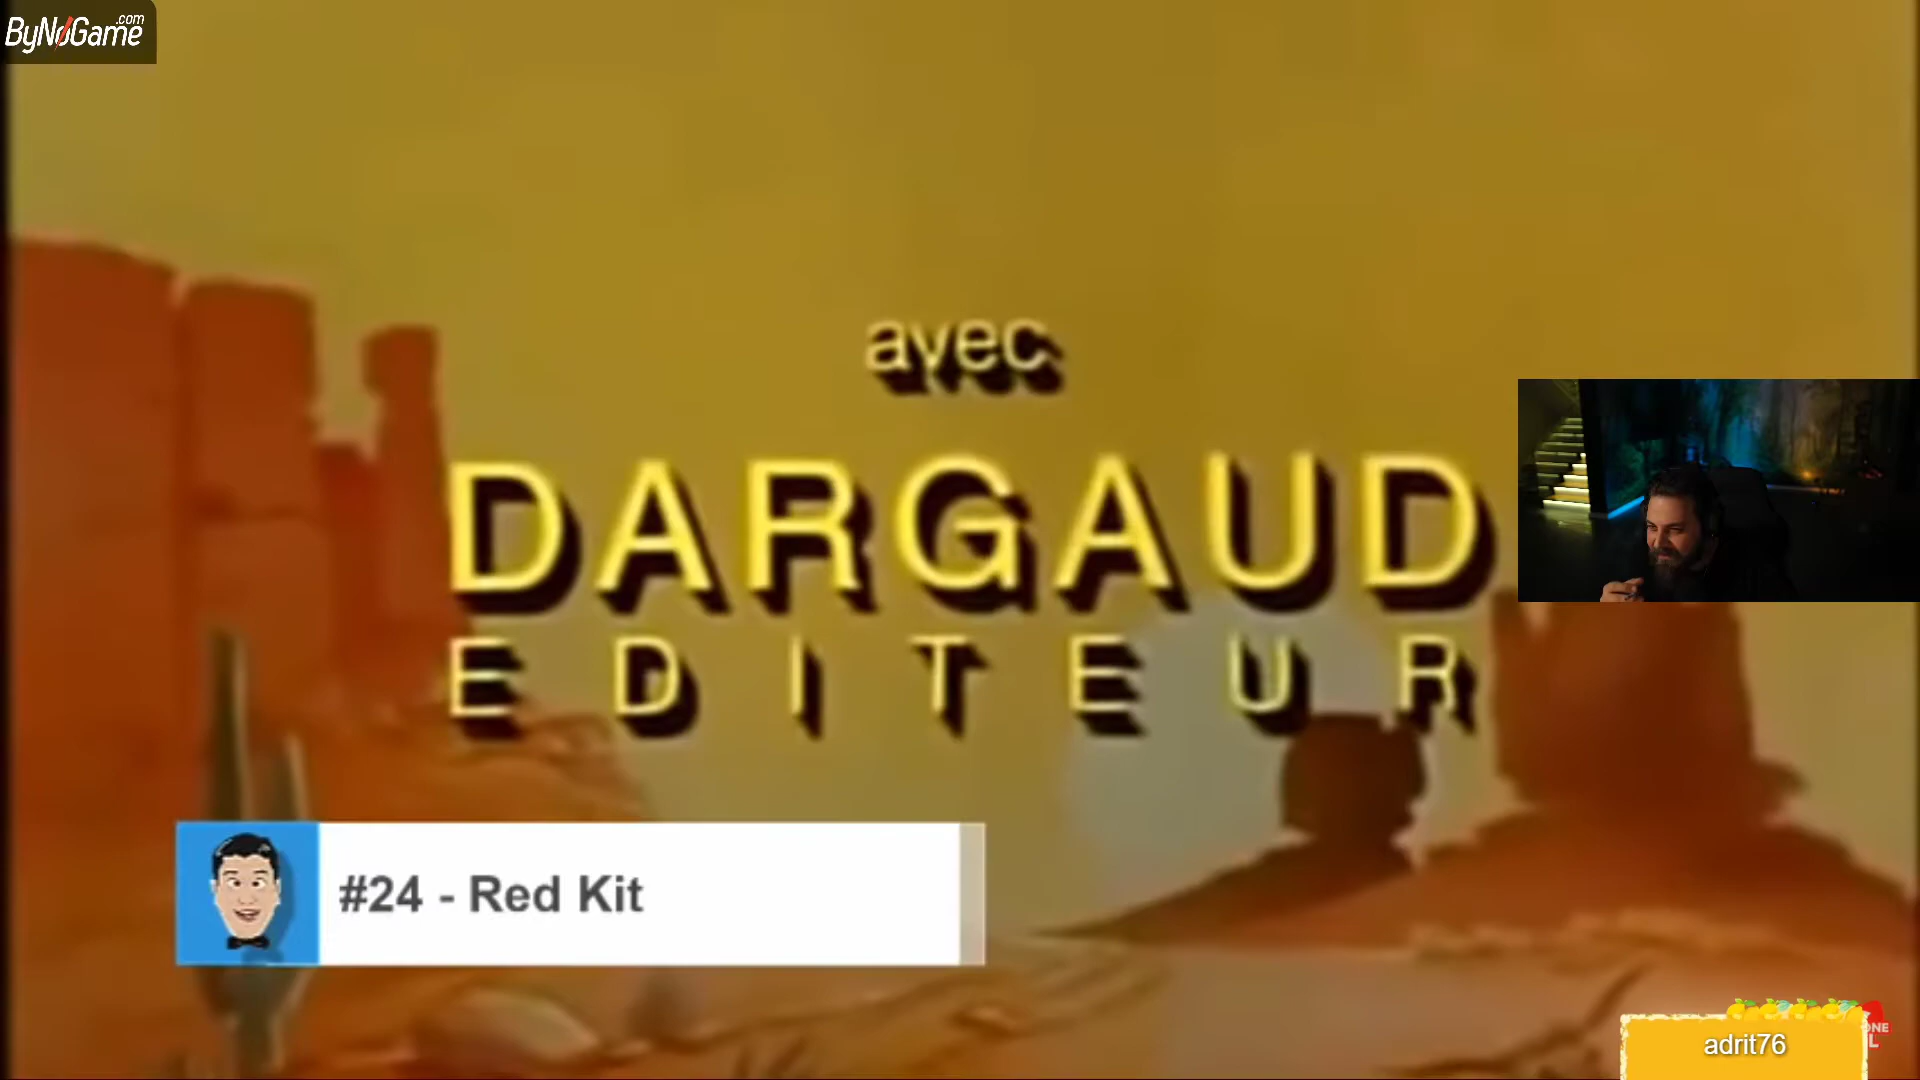 ByNoGame.com
avec
DARGAUD
EDITEUR
#24 - Red Kit
adrit76